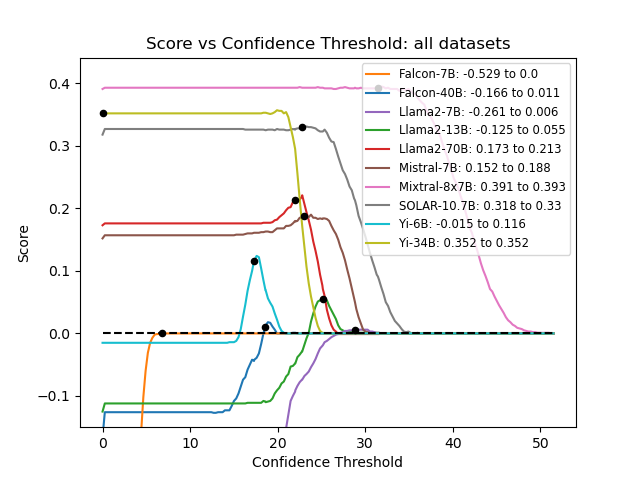 Score vs Confidence Threshold: all datasets
Falcon-7B: -0.529 to 0.0
Falcon-40B: -0.166 to 0.011
Llama2-7B: -0.261 to 0.006
Llama2-13B: -0.125 to 0.055
Llama2-70B: 0.173 to 0.213
Mistral-7B: 0.152 to 0.188
Mixtral-8x7B: 0.391 to 0.393
SOLAR-10.7B: 0.318 to 0.33
Yi-6B: -0.015 to 0.116
Yi-34B: 0.352 to 0.352
Score
0.4
0.3
0.2
0.1
0.0
−0.1
0 10 20 30 40 50
Confidence Threshold